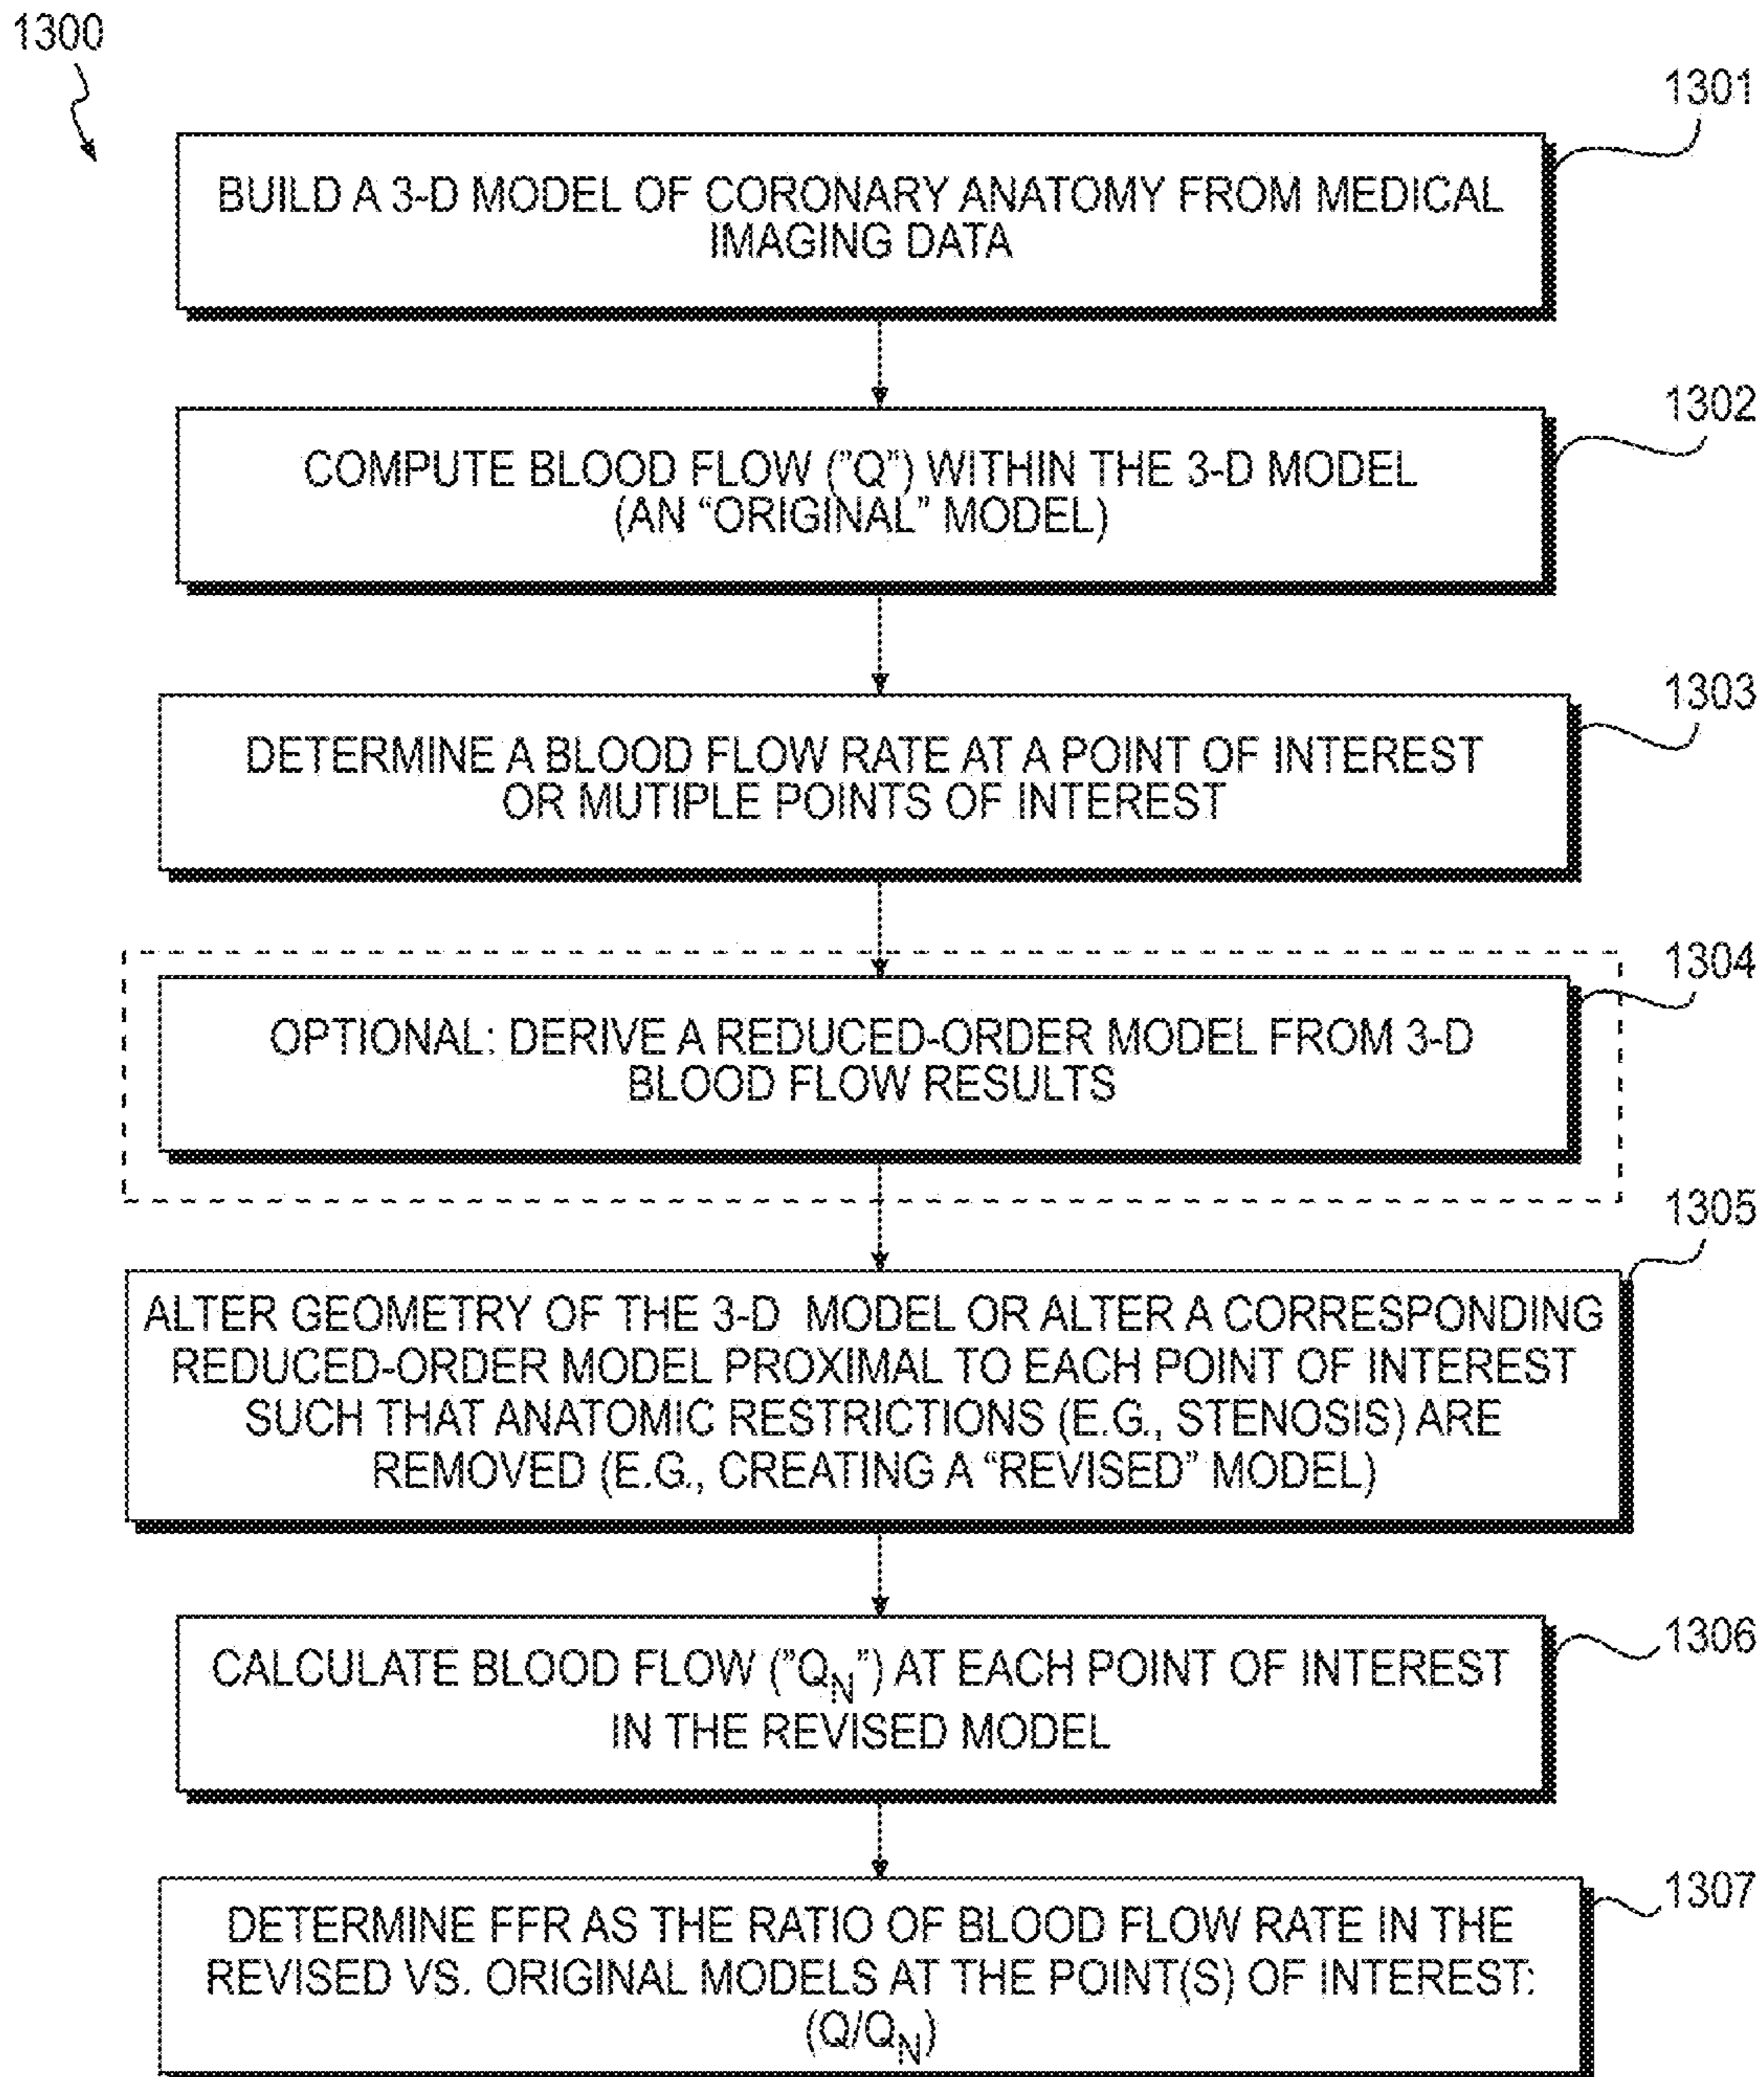 1300
1301
BUILD A 3-D MODEL OF CORONARY ANATOMY FROM MEDICAL
IMAGING DATA
1302
COMPUTE BLOOD FLOW ("Q") WITHIN THE 3-D MODEL
(AN "ORIGINAL" MODEL)
1303
DETERMINE A BLOOD FLOW RATE AT A POINT OF INTEREST
OR MUTIPLE POINTS OF INTEREST
1304
OPTIONAL: DERIVE A REDUCED-ORDER MODEL FROM 3-D
BLOOD FLOW RESULTS
1305
ALTER GEOMETRY OF THE 3-D MODEL OR ALTER A CORRESPONDING
REDUCED-ORDER MODEL PROXIMAL TO EACH POINT OF INTEREST
SUCH THAT ANATOMIC RESTRICTIONS (E.G., STENOSIS) ARE
REMOVED (E.G., CREATING A "REVISED" MODEL)
1306
CALCULATE BLOOD FLOW ("Q_N") AT EACH POINT OF INTEREST
IN THE REVISED MODEL
1307
DETERMINE FFR AS THE RATIO OF BLOOD FLOW RATE IN THE
REVISED VS. ORIGINAL MODELS AT THE POINT(S) OF INTEREST:
(Q/Q_N)